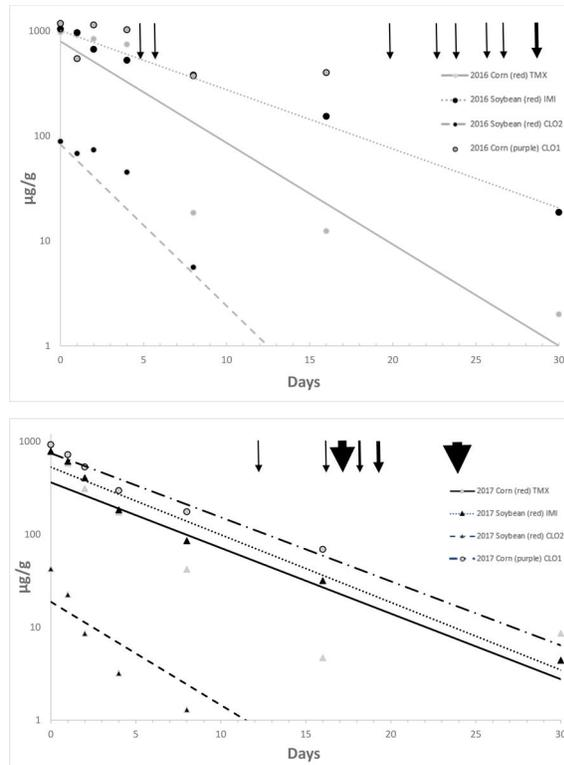 1000
100
10
1
µg/g
0
5
10
15
20
25
30
Days
2016 Corn (red) TMX
2016 Soybean (red) IMI
2016 Soybean (red) CLO2
2016 Corn (purple) CLO1
1000
100
10
1
µg/g
0
5
10
15
20
25
30
Days
2017 Corn (red) TMX
2017 Soybean (red) IMI
2017 Soybean (red) CLO2
2017 Corn (purple) CLO1